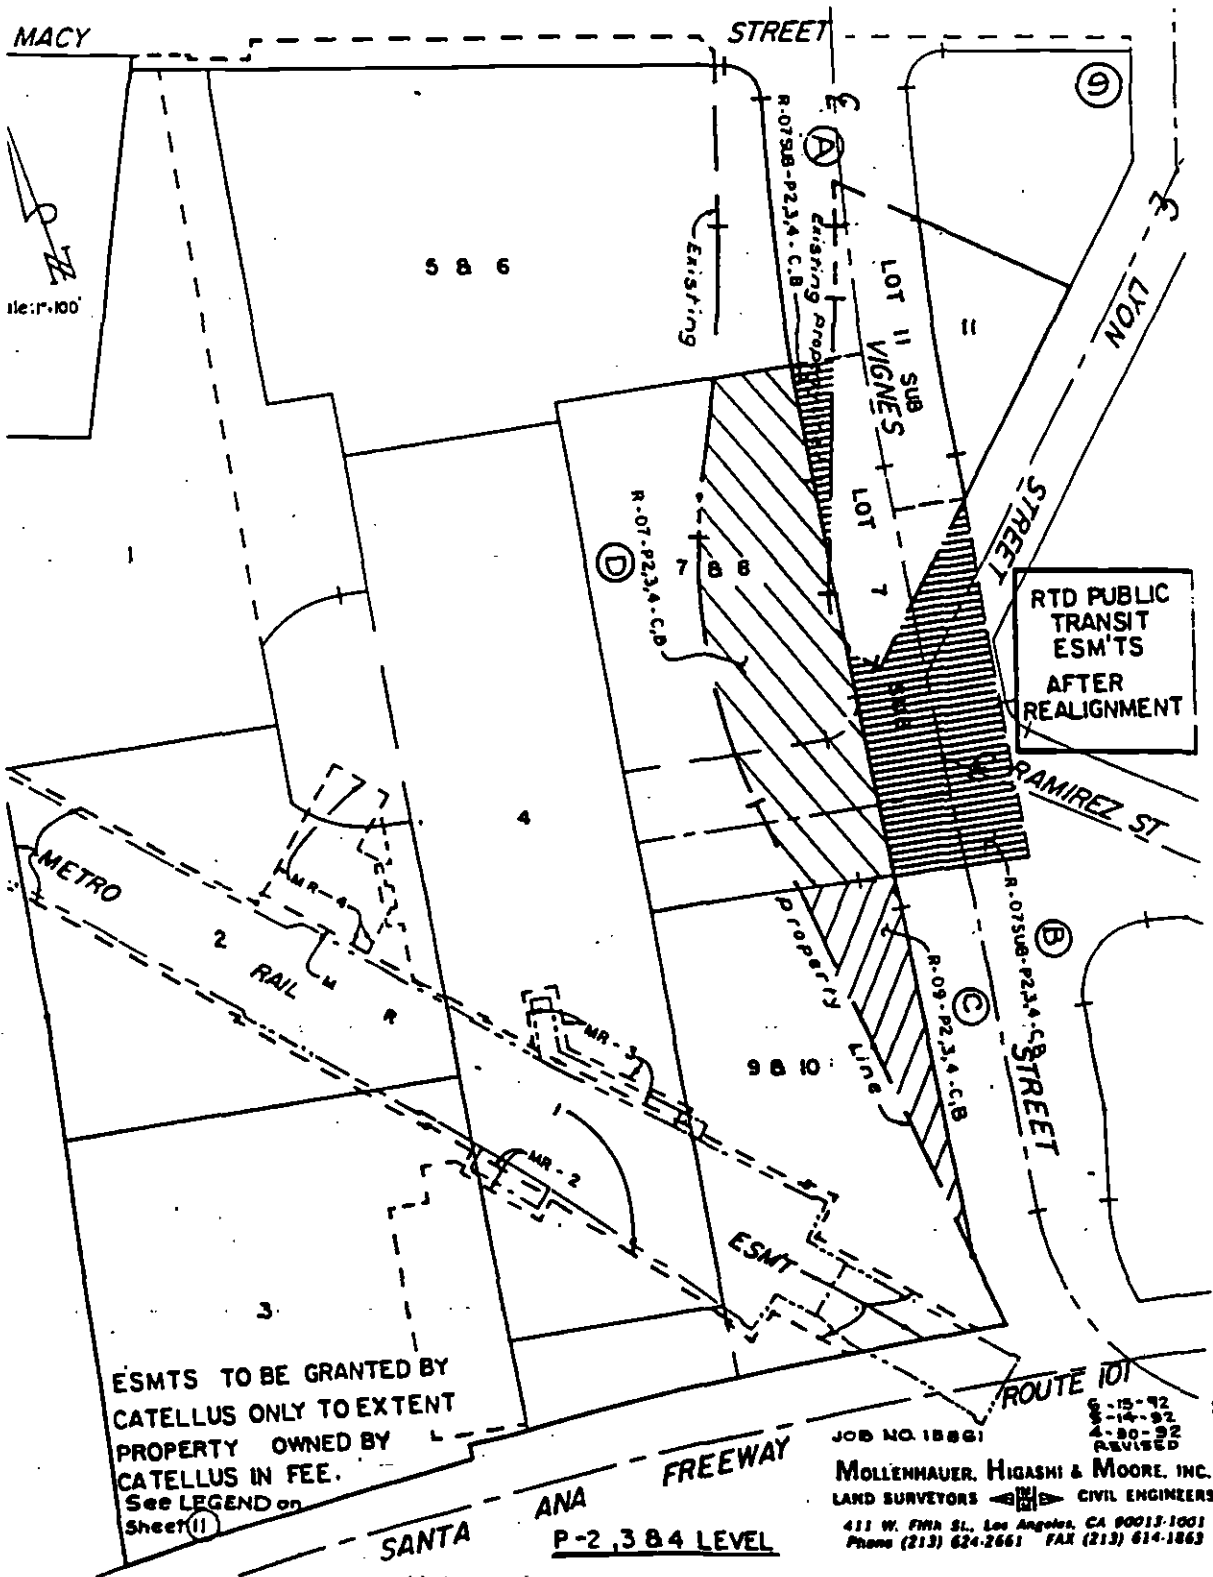 MACY
STREET
9
A
R-07SUB-P2,3,4-C,B
Existing Prop
Existing
LOT 11 SUB
VIGNES
11
LYON
STREET
5 & 6
LOT 7
SUB
1
D
R-07-P2,3,4-C,B
7 & 8
RTD PUBLIC
TRANSIT
ESM'TS
AFTER
REALIGNMENT
RAMIREZ ST
4
METRO
MR-4
2
RAIL
M
R
MR-3
1
MR-2
Property
Line
R-07SUB-P2,3,4-C,B
B
C
R-09-P2,3,4-C,B
STREET
9 & 10
ESMT
3
ESMTS TO BE GRANTED BY
CATELLUS ONLY TO EXTENT
PROPERTY OWNED BY
CATELLUS IN FEE.
See LEGEND on
Sheet 11
SANTA ANA FREEWAY
ROUTE 101
P-2,3 & 4 LEVEL
6-15-92
5-14-92
4-30-92
REVISED
JOB NO. 15861
MOLLENHAUER, HIGASHI & MOORE, INC.
LAND SURVEYORS CIVIL ENGINEERS
411 W. Fifth St., Los Angeles, CA 90013-1001
Phone (213) 624-2661 FAX (213) 614-1863